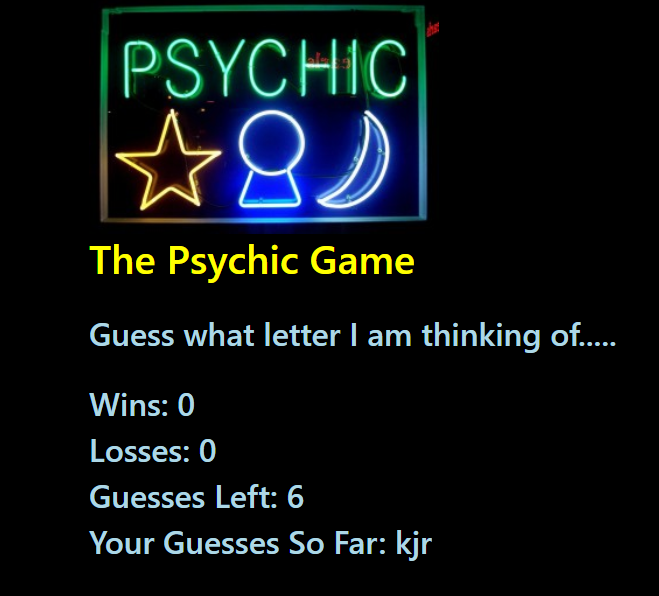 PSYCHIC
The Psychic Game
Guess what letter I am thinking of.....
Wins: 0
Losses: 0
Guesses Left: 6
Your Guesses So Far: kjr